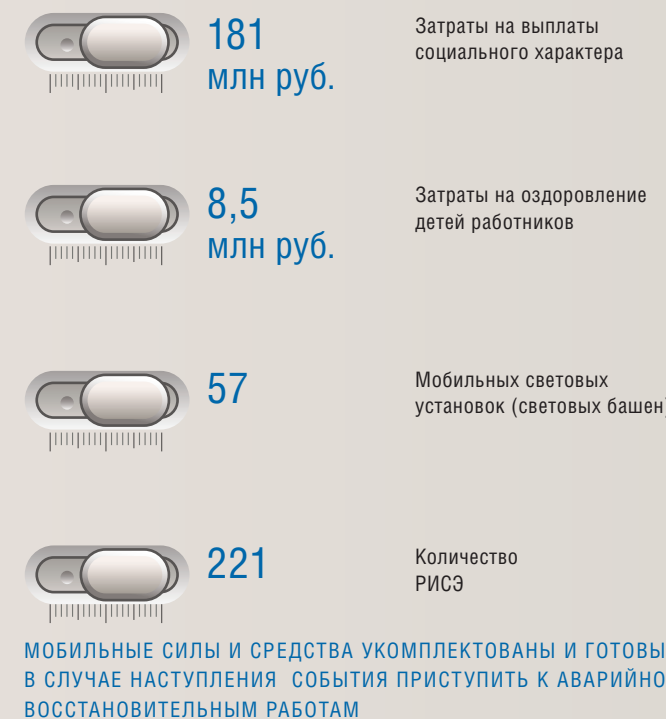 181
млн руб.
Затраты на выплаты
социального характера
8,5
млн руб.
Затраты на оздоровление
детей работников
57
Мобильных световых
установок (световых башен)
221
Количество
РИСЭ
МОБИЛЬНЫЕ СИЛЫ И СРЕДСТВА УКОМПЛЕКТОВАНЫ И ГОТОВЫ
В СЛУЧАЕ НАСТУПЛЕНИЯ СОБЫТИЯ ПРИСТУПИТЬ К АВАРИЙНО
ВОССТАНОВИТЕЛЬНЫМ РАБОТАМ